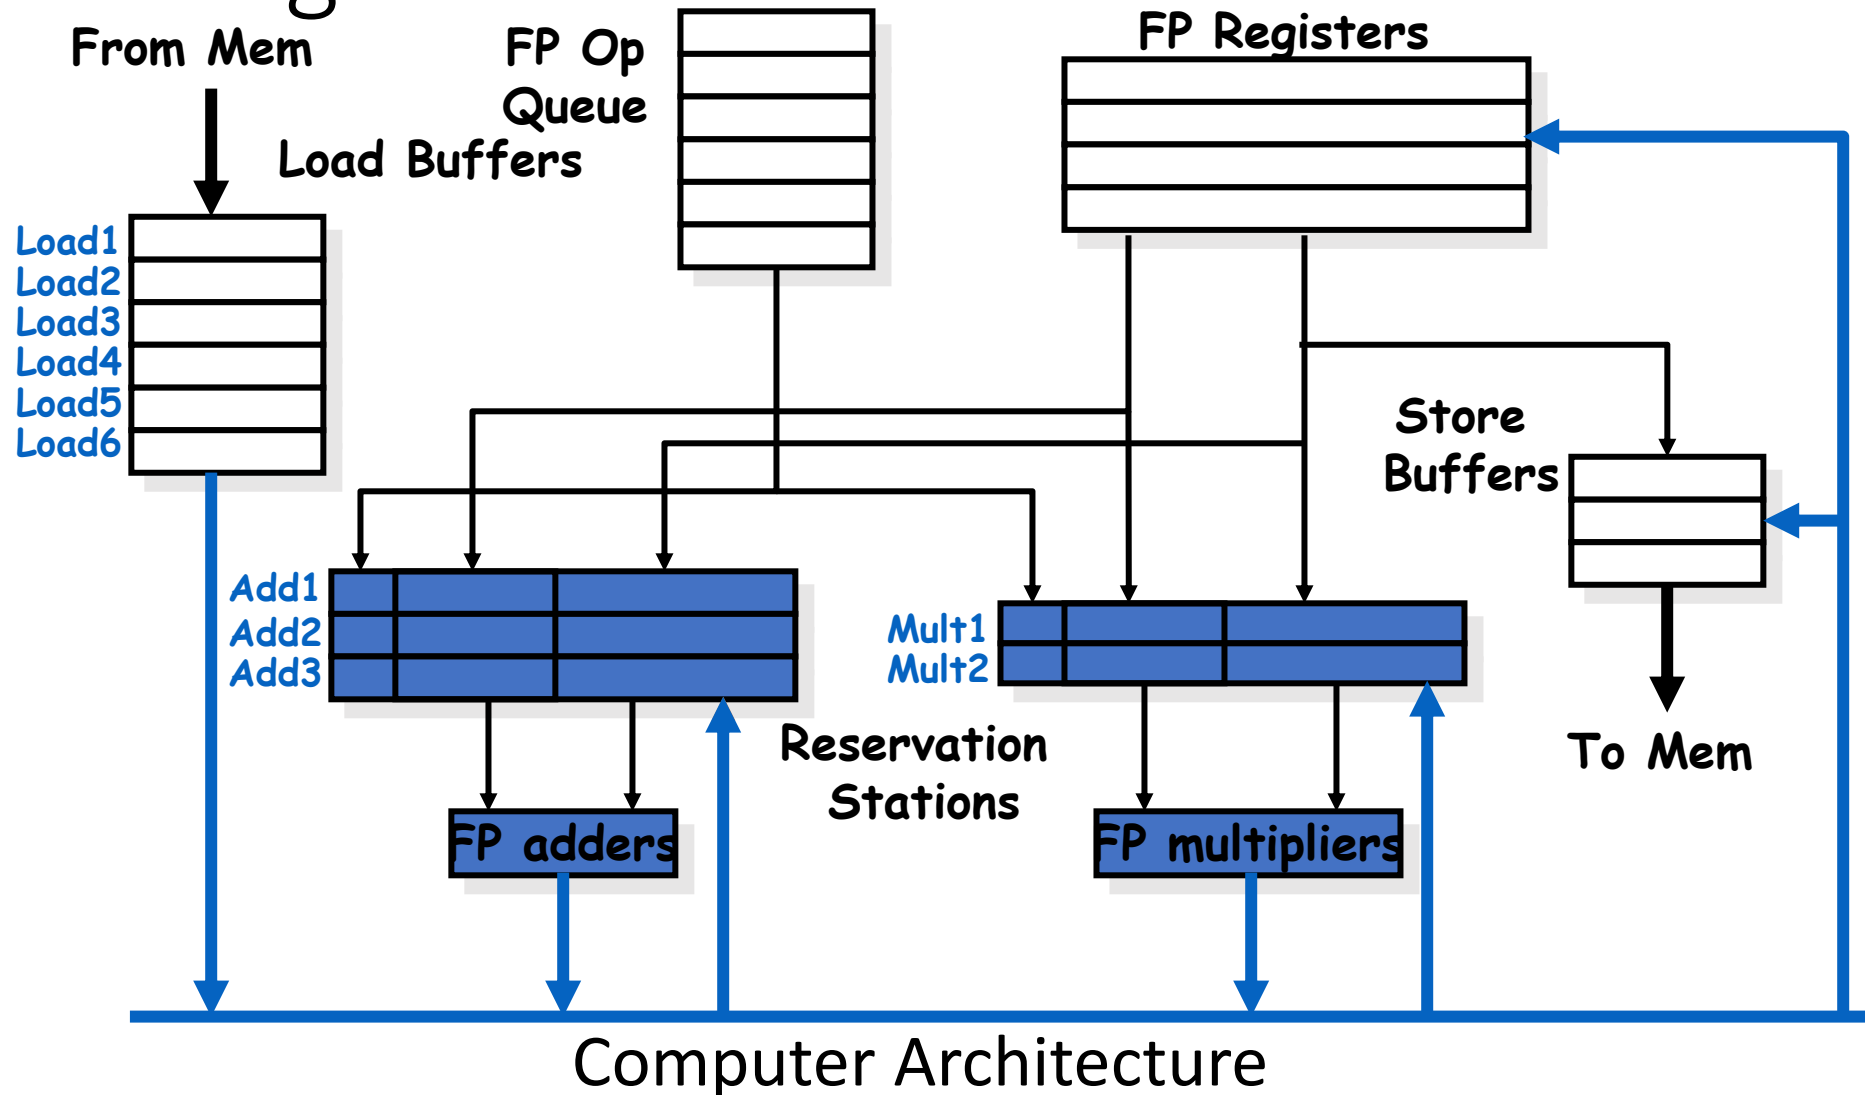 From Mem
FP Op
Queue
FP Registers
Load Buffers
Load1
Load2
Load3
Load4
Load5
Load6
Store
Buffers
Add1
Add2
Add3
Mult1
Mult2
Reservation
Stations
To Mem
FP adders
FP multipliers
Computer Architecture